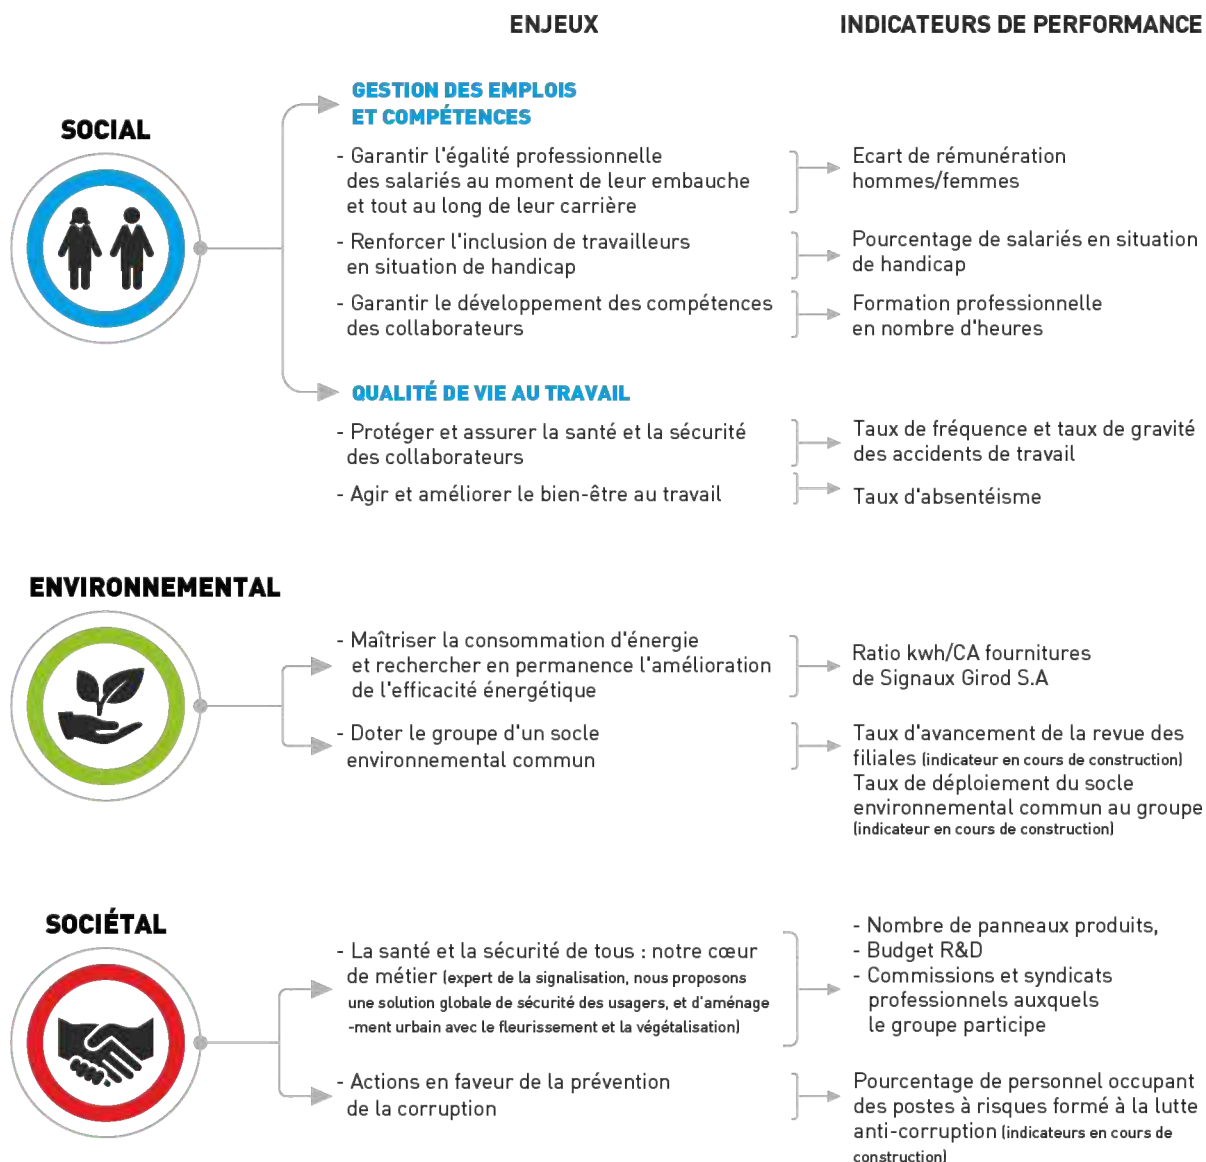 ENJEUX
INDICATEURS DE PERFORMANCE
SOCIAL
GESTION DES EMPLOIS
ET COMPÉTENCES
- Garantir l'égalité professionnelle
des salariés au moment de leur embauche
et tout au long de leur carrière
Ecart de rémunération
hommes/femmes
- Renforcer l'inclusion de travailleurs
en situation de handicap
Pourcentage de salariés en situation
de handicap
- Garantir le développement des compétences
des collaborateurs
Formation professionnelle
en nombre d'heures
QUALITÉ DE VIE AU TRAVAIL
- Protéger et assurer la santé et la sécurité
des collaborateurs
Taux de fréquence et taux de gravité
des accidents de travail
- Agir et améliorer le bien-être au travail
Taux d'absentéisme
ENVIRONNEMENTAL
- Maîtriser la consommation d'énergie
et rechercher en permanence l'amélioration
de l'efficacité énergétique
Ratio kwh/CA fournitures
de Signaux Girod S.A
- Doter le groupe d'un socle
environnemental commun
Taux d'avancement de la revue des
filiales (indicateur en cours de construction)
Taux de déploiement du socle
environnemental commun au groupe
(indicateur en cours de construction)
SOCIÉTAL
- La santé et la sécurité de tous : notre cœur
de métier (expert de la signalisation, nous proposons
une solution globale de sécurité des usagers, et d'aménage
-ment urbain avec le fleurissement et la végétalisation)
- Nombre de panneaux produits,
- Budget R&D
- Commissions et syndicats
professionnels auxquels
le groupe participe
- Actions en faveur de la prévention
de la corruption
Pourcentage de personnel occupant
des postes à risques formé à la lutte
anti-corruption (indicateurs en cours de
construction)